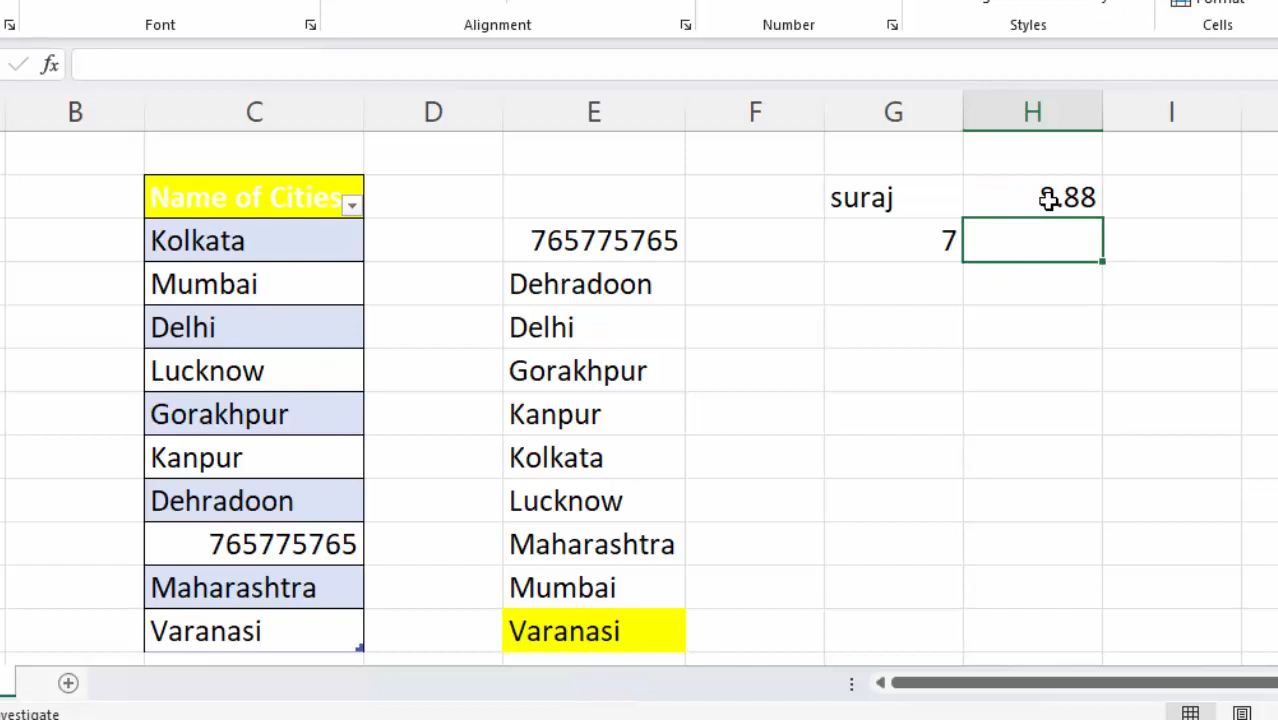 Font Alignment Number Styles Cells
fx
B C D E F G H I
Name of Cities suraj .88
Kolkata 765775765 7
Mumbai Dehradoon
Delhi Delhi
Lucknow Gorakhpur
Gorakhpur Kanpur
Kanpur Kolkata
Dehradoon Lucknow
765775765 Maharashtra
Maharashtra Mumbai
Varanasi Varanasi
vestigate